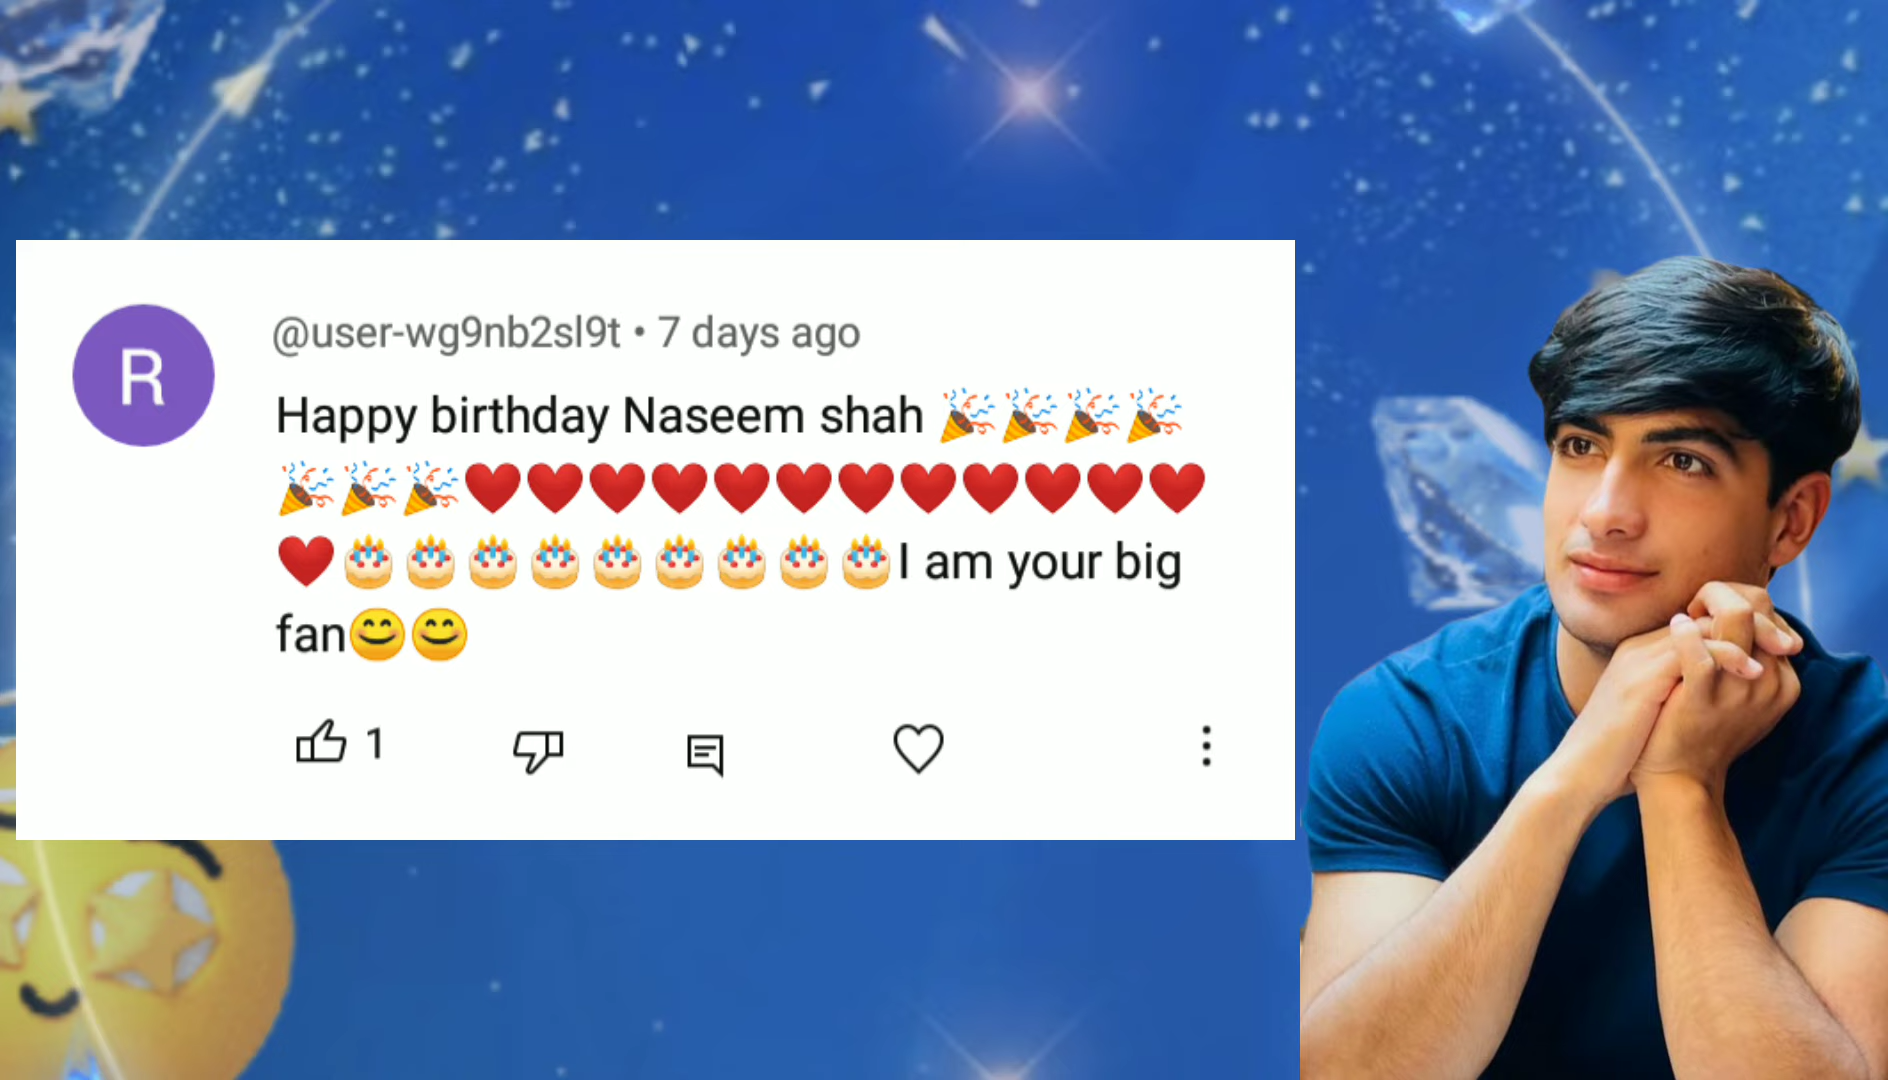 R
@user-wg9nb2sl9t • 7 days ago
Happy birthday Naseem shah 🎉🎉🎉🎉
🎉🎉🎉❤️❤️❤️❤️❤️❤️❤️❤️❤️❤️❤️❤️
❤️🎂🎂🎂🎂🎂🎂🎂🎂🎂I am your big
fan😊😊
1